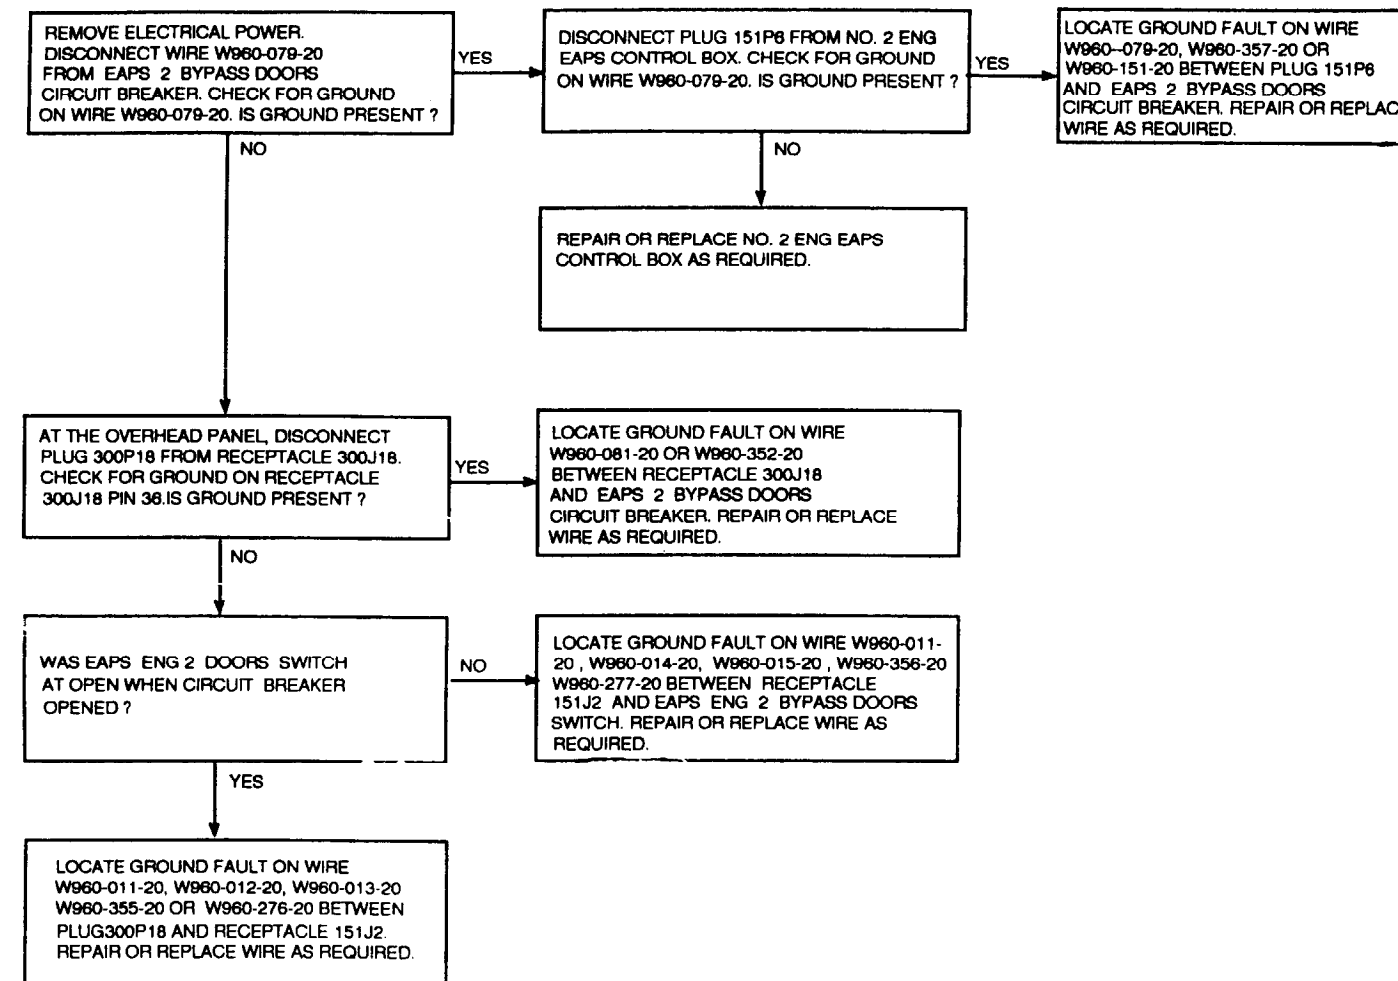 REMOVE ELECTRICAL POWER.
DISCONNECT WIRE W960-079-20
FROM EAPS 2 BYPASS DOORS
CIRCUIT BREAKER. CHECK FOR GROUND
ON WIRE W960-079-20. IS GROUND PRESENT ?
YES
DISCONNECT PLUG 151P6 FROM NO. 2 ENG
EAPS CONTROL BOX. CHECK FOR GROUND
ON WIRE W960-079-20. IS GROUND PRESENT ?
YES
LOCATE GROUND FAULT ON WIRE
W960--079-20, W960-357-20 OR
W960-151-20 BETWEEN PLUG 151P6
AND EAPS 2 BYPASS DOORS
CIRCUIT BREAKER. REPAIR OR REPLAC
WIRE AS REQUIRED.
NO
NO
REPAIR OR REPLACE NO. 2 ENG EAPS
CONTROL BOX AS REQUIRED.
AT THE OVERHEAD PANEL, DISCONNECT
PLUG 300P18 FROM RECEPTACLE 300J18.
CHECK FOR GROUND ON RECEPTACLE
300J18 PIN 36.IS GROUND PRESENT ?
YES
LOCATE GROUND FAULT ON WIRE
W960-081-20 OR W960-352-20
BETWEEN RECEPTACLE 300J18
AND EAPS 2 BYPASS DOORS
CIRCUIT BREAKER. REPAIR OR REPLACE
WIRE AS REQUIRED.
NO
WAS EAPS ENG 2 DOORS SWITCH
AT OPEN WHEN CIRCUIT BREAKER
OPENED ?
NO
LOCATE GROUND FAULT ON WIRE W960-011-
20 , W960-014-20, W960-015-20 , W960-356-20
W960-277-20 BETWEEN RECEPTACLE
151J2 AND EAPS ENG 2 BYPASS DOORS
SWITCH. REPAIR OR REPLACE WIRE AS
REQUIRED.
YES
LOCATE GROUND FAULT ON WIRE
W960-011-20, W960-012-20, W960-013-20
W960-355-20 OR W960-276-20 BETWEEN
PLUG300P18 AND RECEPTACLE 151J2.
REPAIR OR REPLACE WIRE AS REQUIRED.